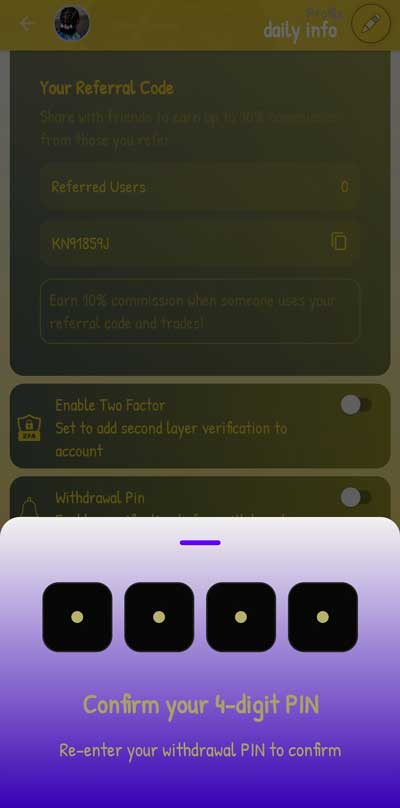 Profile
daily info
Your Referral Code
Share with friends to earn up to 30% commission
from those you refer
Referred Users 0
KN91859J
Earn 10% commission when someone uses your
referral code and trades!
Enable Two Factor
Set to add second layer verification to
account
2FA
Withdrawal Pin
Confirm your 4-digit PIN
Re-enter your withdrawal PIN to confirm